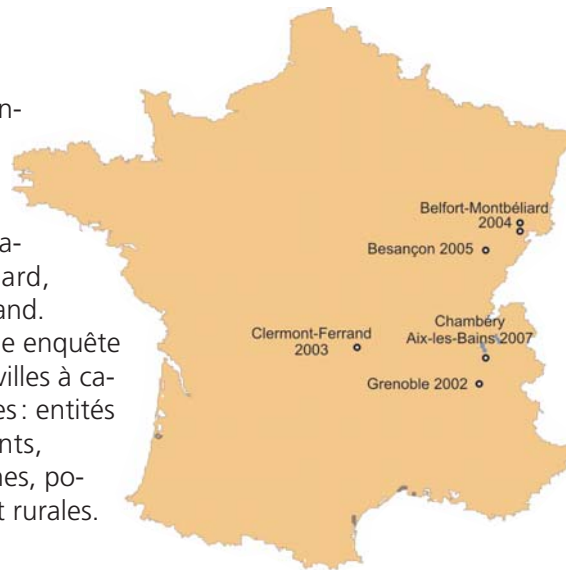 n-
a-
ard,
and.
e enquête
villes à ca-
es : entités
nts,
nes, po-
t rurales.
Belfort-Montbéliard
2004
Besançon 2005
Clermont-Ferrand
2003
Chambéry
Aix-les-Bains 2007
Grenoble 2002